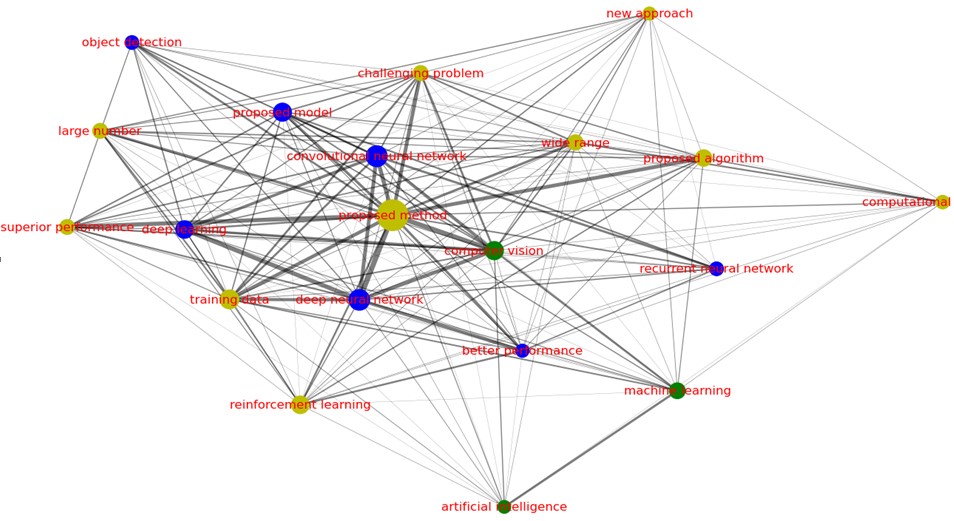 new approach
object detection
challenging problem
proposed model
large number
wide range
convolutional neural network
proposed algorithm
computational
proposed method
superior performance
deep learning
computer vision
recurrent neural network
training data
deep neural network
better performance
machine learning
reinforcement learning
artificial intelligence